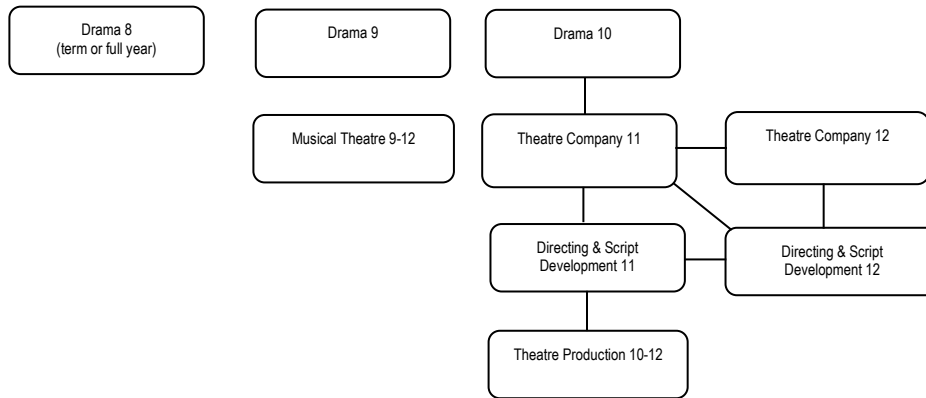 Drama 8
(term or full year)
Drama 9
Drama 10
Musical Theatre 9-12
Theatre Company 11
Theatre Company 12
Directing & Script
Development 11
Directing & Script
Development 12
Theatre Production 10-12